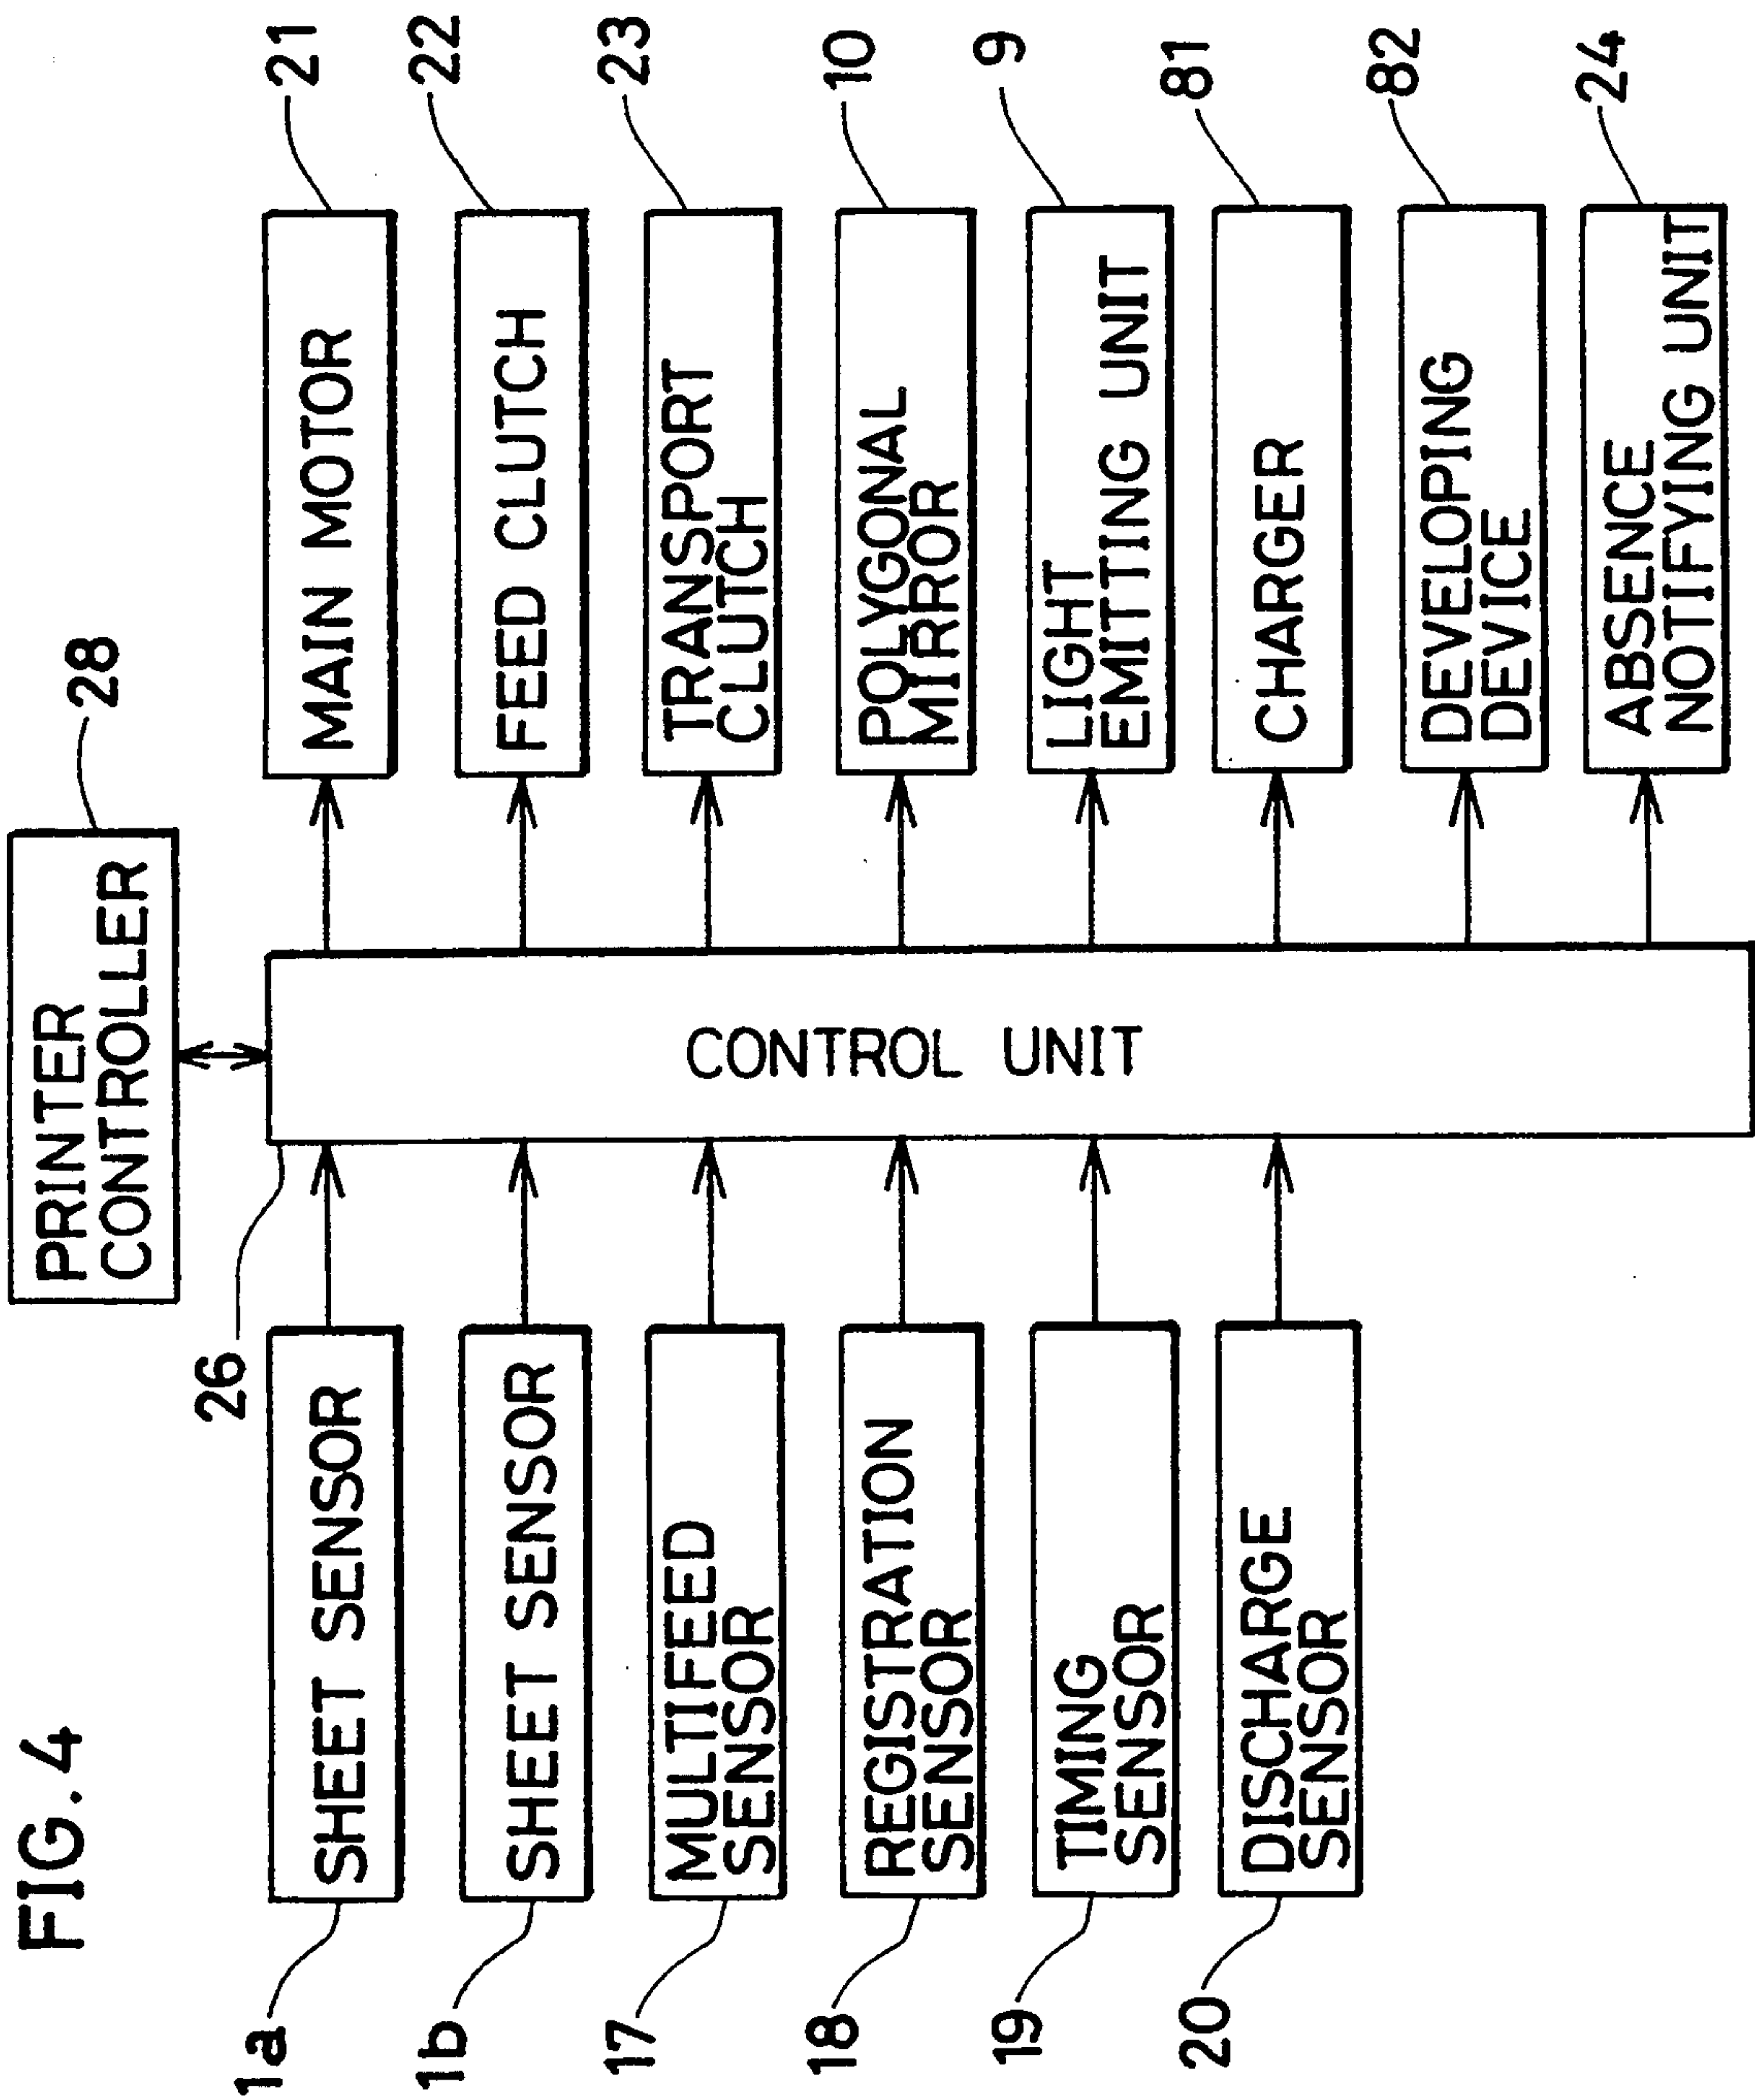 FIG. 4
PRINTER
CONTROLLER
28
26
CONTROL UNIT
1a
SHEET SENSOR
1b
SHEET SENSOR
17
MULTIFEED
SENSOR
18
REGISTRATION
SENSOR
19
TIMING
SENSOR
20
DISCHARGE
SENSOR
MAIN MOTOR
21
FEED CLUTCH
22
TRANSPORT
CLUTCH
23
POLYGONAL
MIRROR
10
LIGHT
EMITTING UNIT
9
CHARGER
81
DEVELOPING
DEVICE
82
ABSENCE
NOTIFYING UNIT
24